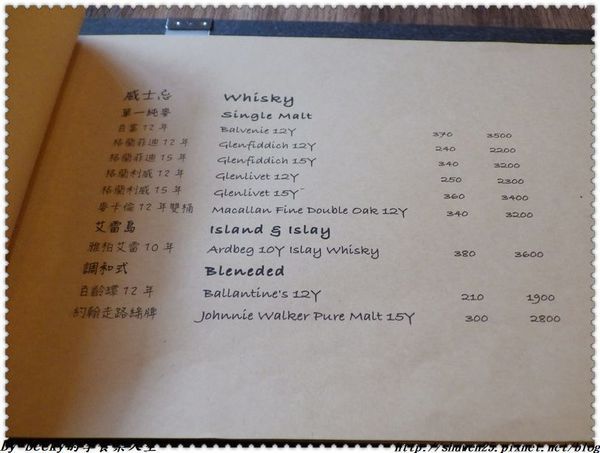 威士忌 Whisky
單一純麥 Single Malt
百富 12 年 Balvenie 12Y 370 3500
格蘭菲迪 12 年 Glenfiddich 12Y 240 2200
格蘭菲迪 15 年 Glenfiddich 15Y 340 3200
格蘭利威 12 年 Glenlivet 12Y 250 2300
格蘭利威 15 年 Glenlivet 15Y 360 3400
麥卡倫 12 年雙桶 Macallan Fine Double Oak 12Y 340 3200
艾雷島 Island & Islay
雅柏艾雷 10 年 Ardbeg 10Y Islay Whisky 380 3600
調和式 Bleneded
百齡罈 12 年 Ballantine's 12Y 210 1900
約翰走路綠牌 Johnnie Walker Pure Malt 15Y 300 2800